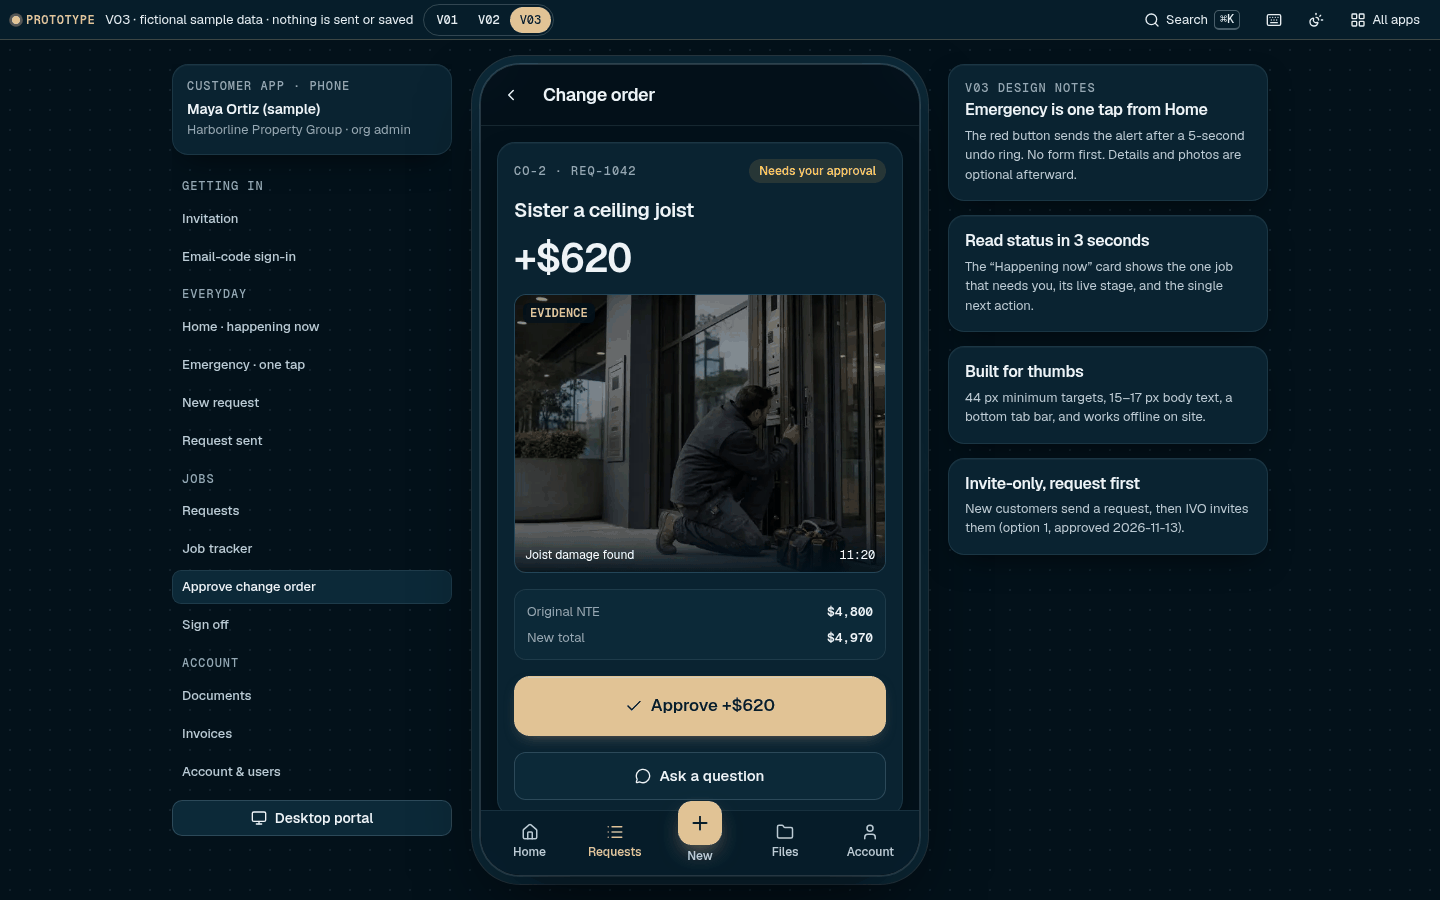 PROTOTYPE V03 · fictional sample data · nothing is sent or saved V01 V02 V03 Search ⌘K All apps
CUSTOMER APP · PHONE
Maya Ortiz (sample)
Harborline Property Group · org admin
GETTING IN
Invitation
Email-code sign-in
EVERYDAY
Home · happening now
Emergency · one tap
New request
Request sent
JOBS
Requests
Job tracker
Approve change order
Sign off
ACCOUNT
Documents
Invoices
Account & users
Desktop portal
Change order
CO-2 · REQ-1042 Needs your approval
Sister a ceiling joist
+$620
EVIDENCE
Joist damage found 11:20
Original NTE $4,800
New total $4,970
Approve +$620
Ask a question
Home Requests New Files Account
V03 DESIGN NOTES
Emergency is one tap from Home
The red button sends the alert after a 5-second
undo ring. No form first. Details and photos are
optional afterward.
Read status in 3 seconds
The “Happening now” card shows the one job
that needs you, its live stage, and the single
next action.
Built for thumbs
44 px minimum targets, 15–17 px body text, a
bottom tab bar, and works offline on site.
Invite-only, request first
New customers send a request, then IVO invites
them (option 1, approved 2026-11-13).